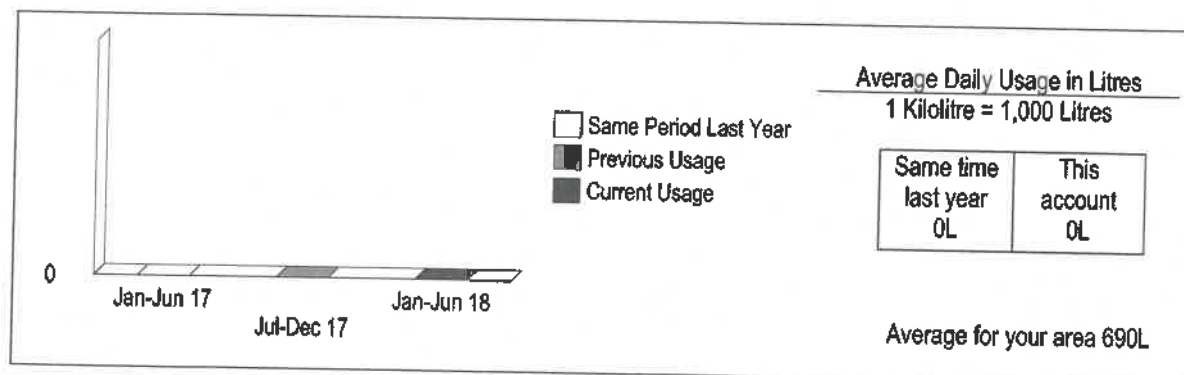 0
Jan-Jun 17
Jul-Dec 17
Jan-Jun 18
Same Period Last Year
Previous Usage
Current Usage
Average Daily Usage in Litres
1 Kilolitre = 1,000 Litres
Same time
last year
0L
This
account
0L
Average for your area 690L